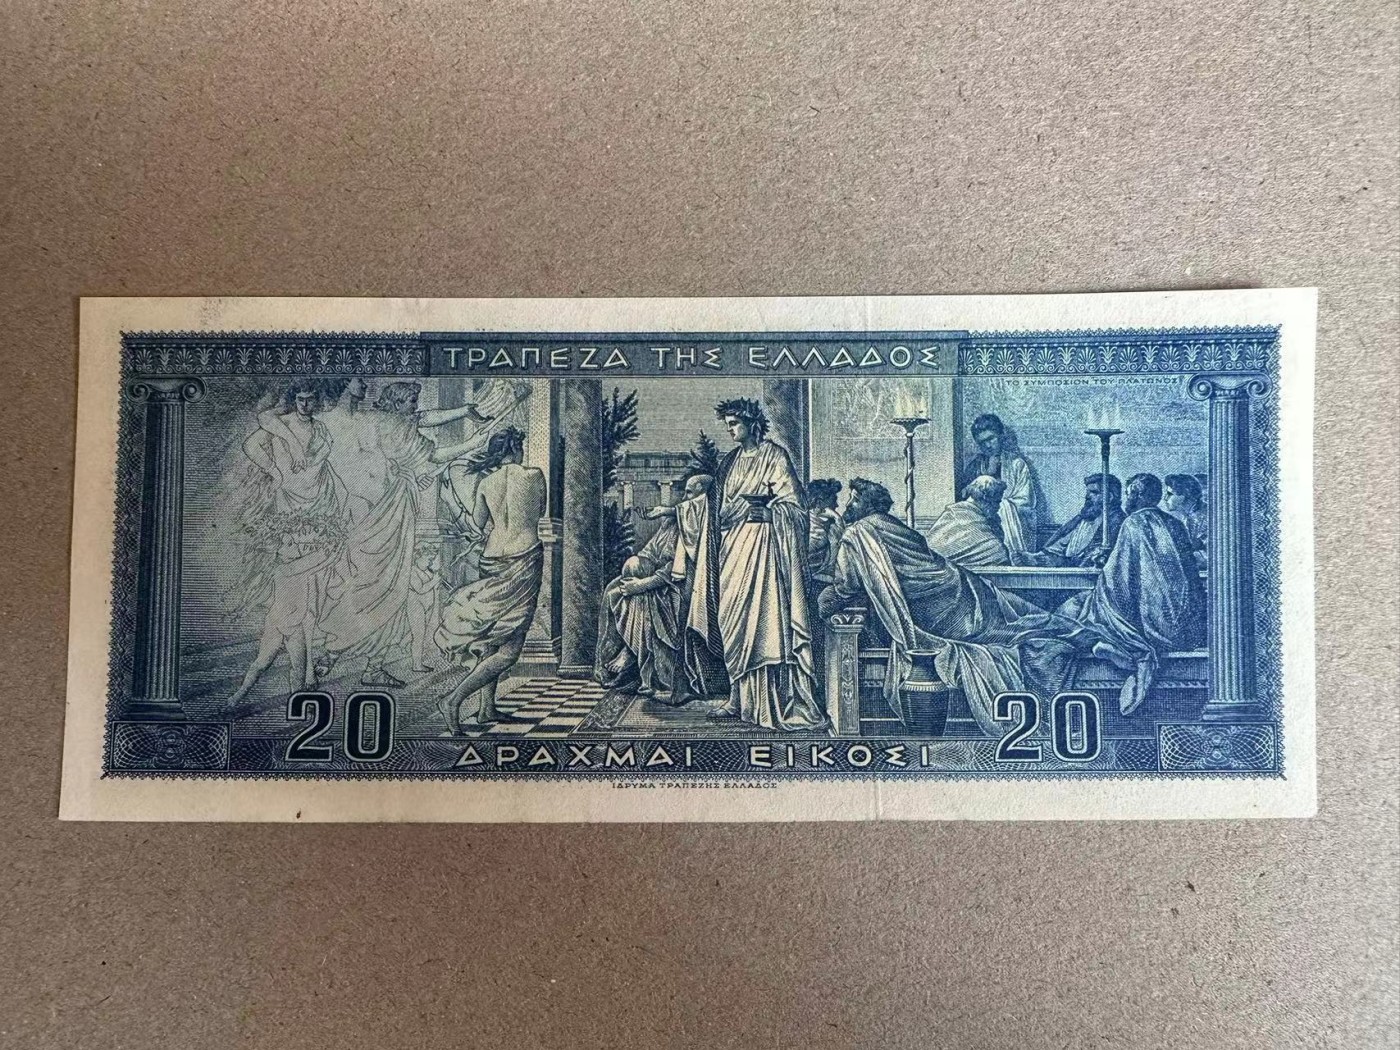 ΤΡΑΠΕΖΑ ΤΗΣ ΕΛΛΑΔΟΣ
ΤΟ ΣΥΜΠΟΣΙΟΝ ΤΟΥ ΠΛΑΤΩΝΟΣ
20
20
ΔΡΑΧΜΑΙ ΕΙΚΟΣΙ
ΙΔΡΥΜΑ ΤΡΑΠΕΖΗΣ ΕΛΛΑΔΟΣ